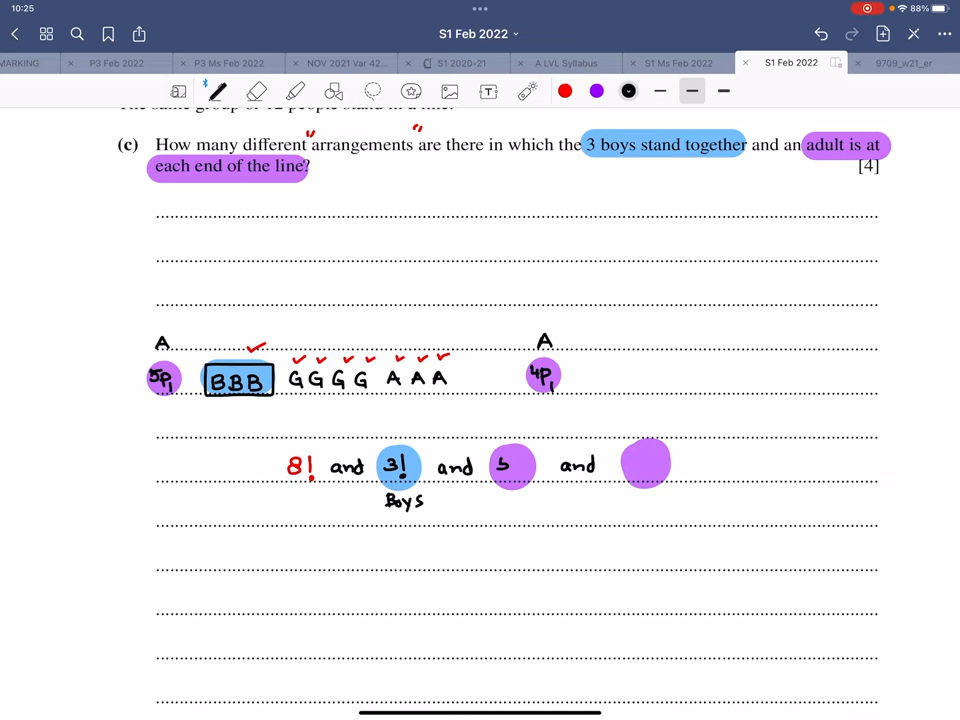 10:25
88%
S1 Feb 2022
MARKING P3 Feb 2022 P3 Ms Feb 2022 NOV 2021 Var 42... S1 2020-21 A LVL Syllabus S1 Ms Feb 2022 S1 Feb 2022 9709_w21_er
(c) How many different arrangements are there in which the 3 boys stand together and an adult is at
each end of the line? [4]
A A
5P1 BBB G G G G A A A 4P1
8! and 3! and 5 and
Boys